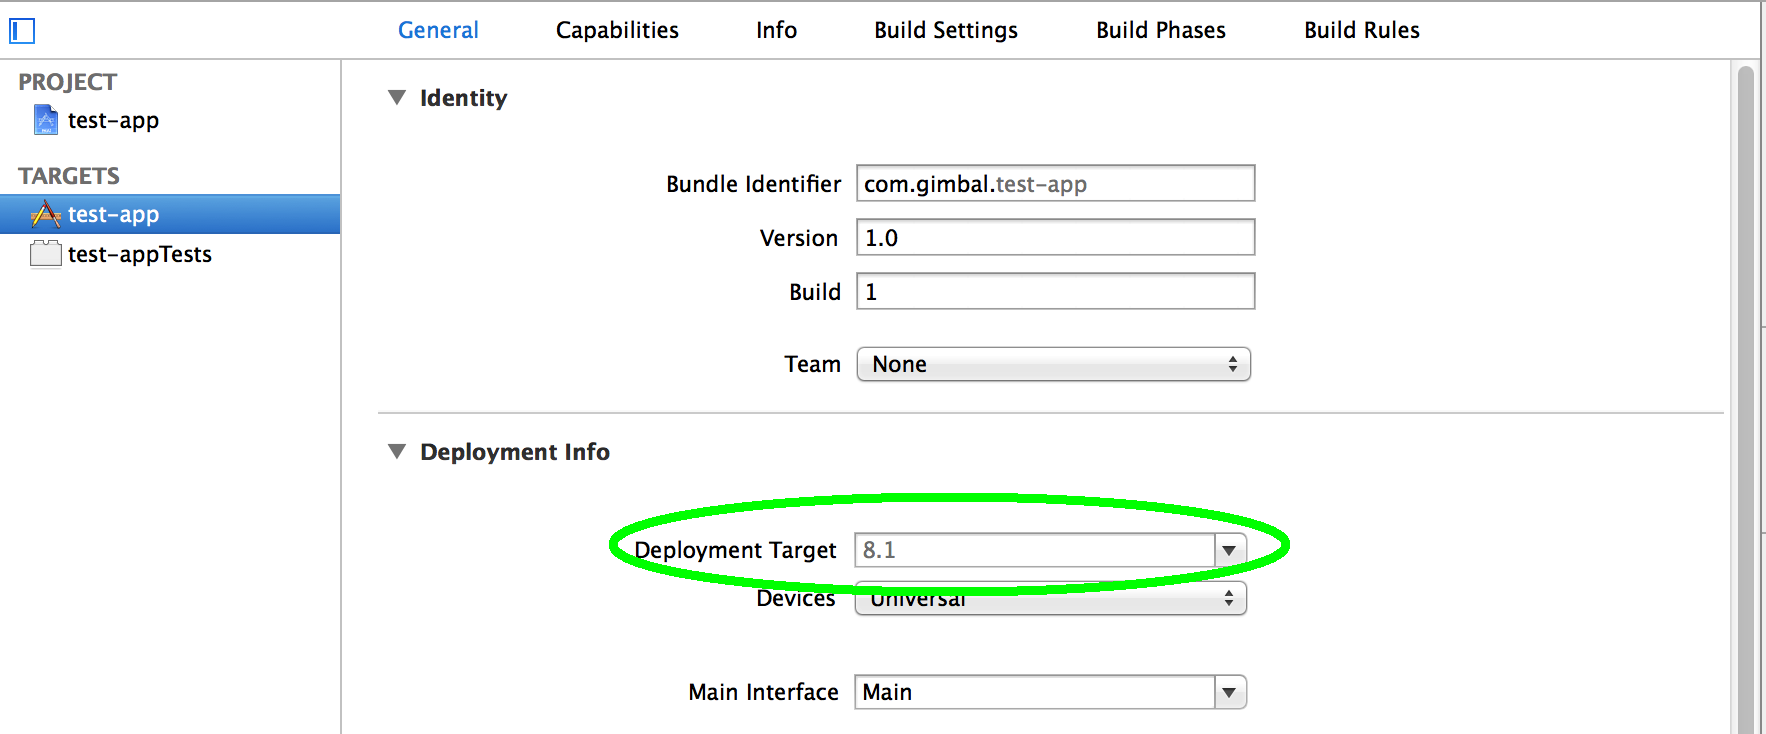 General Capabilities Info Build Settings Build Phases Build Rules
PROJECT
test-app
TARGETS
test-app
test-appTests
Identity
Bundle Identifier com.gimbal.test-app
Version 1.0
Build 1
Team None
Deployment Info
Deployment Target 8.1
Devices Universal
Main Interface Main